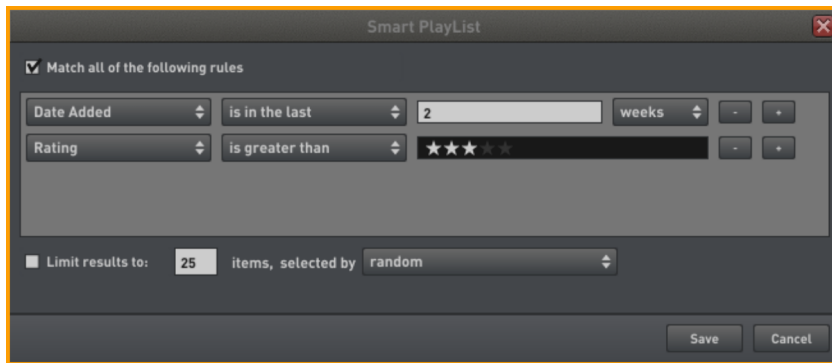 Smart PlayList
Match all of the following rules
Date Added is in the last 2 weeks - +
Rating is greater than - +
Limit results to: 25 items, selected by random
Save Cancel